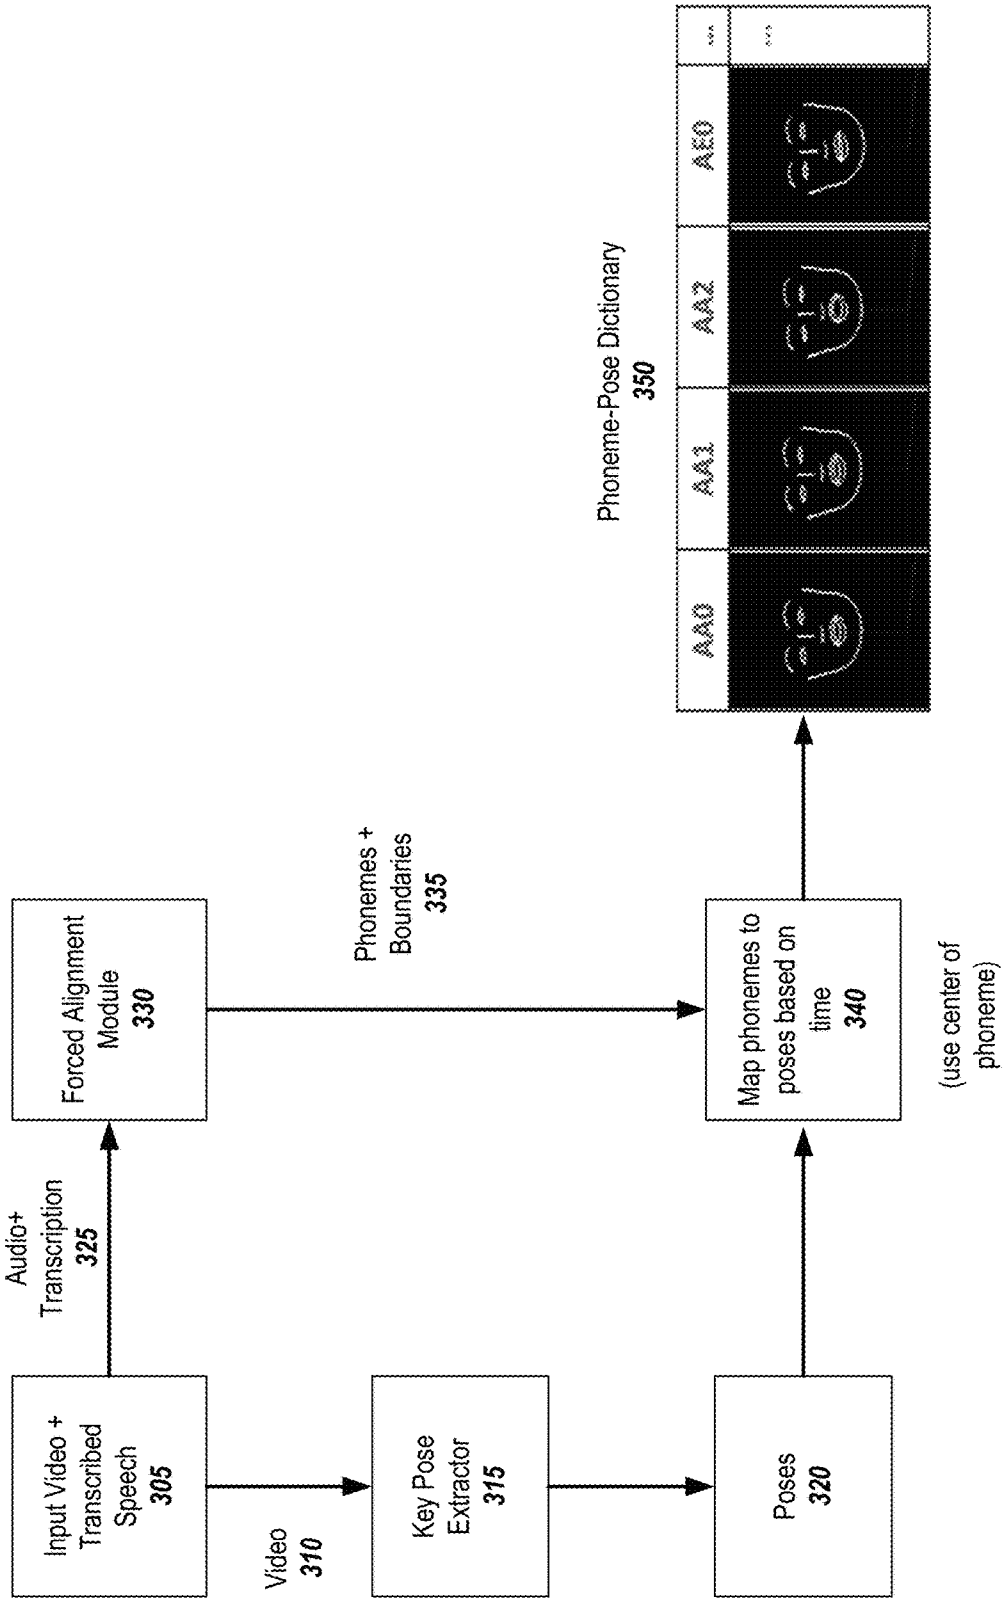 Input Video +
Transcribed
Speech
305
Audio+
Transcription
325
Forced Alignment
Module
330
Video
310
Key Pose
Extractor
315
Phonemes +
Boundaries
335
Poses
320
Map phonemes to
poses based on
time
340
(use center of
phoneme)
Phoneme-Pose Dictionary
350
AA0 AA1 AA2 AE0 ...
...